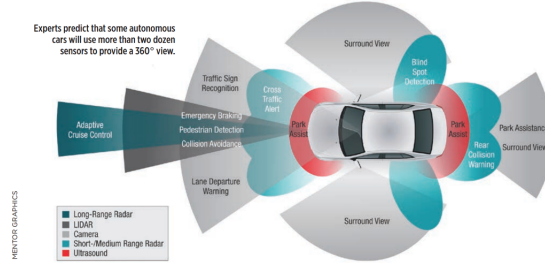 Experts predict that some autonomous
cars will use more than two dozen
sensors to provide a 360° view.
Surround View
Traffic Sign
Recognition
Cross
Traffic
Alert
Blind
Spot
Detection
Adaptive
Cruise Control
Emergency Braking
Pedestrian Detection
Collision Avoidance
Park
Assist
Park
Assist
Park Assistance
Surround View
Rear
Collision
Warning
Lane Departure
Warning
Surround View
Long-Range Radar
LIDAR
Camera
Short-/Medium Range Radar
Ultrasound
MENTOR GRAPHICS